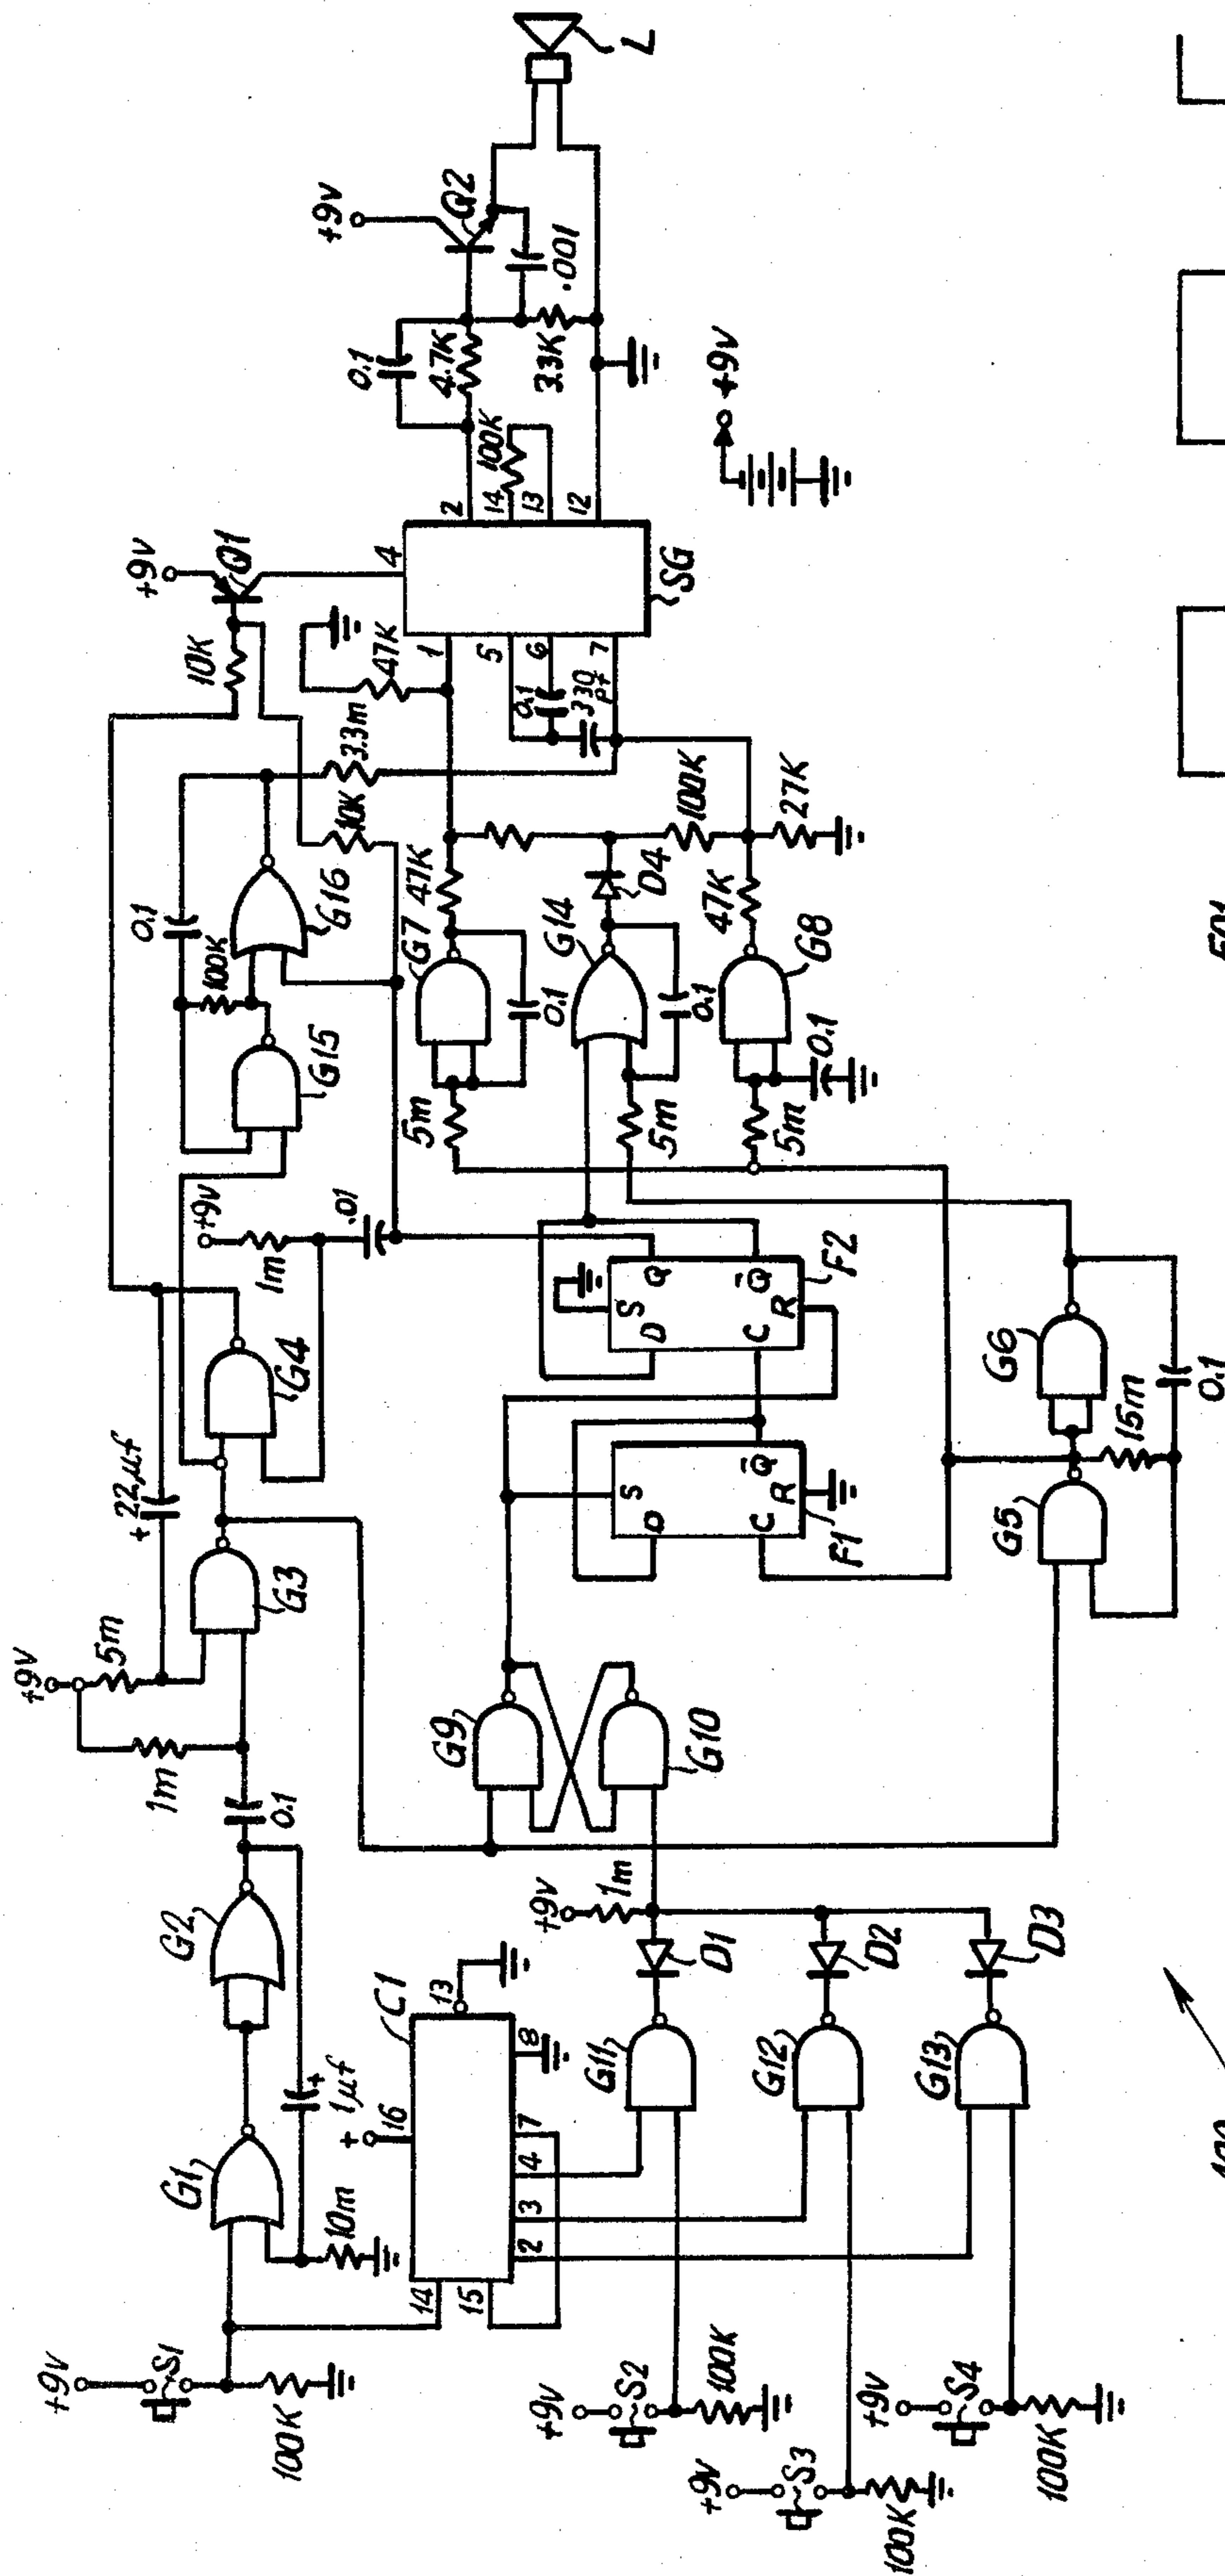 +9V
S1
100K
G1
10m
+
1µf
G2
0.1
1m
+9V
5m
+22µf
G3
G4
+9V
1m
.01
G15
100K
0.1
G16
10K
3.3m
10K
+9V
Q1
47K
C1
14
15
16
13
8
2
3
4
7
G9
G10
+9V
1m
S
D
C
Q̄
R
F1
S
D
C
Q
Q̄
R
F2
5m
G7
0.1
47K
G14
5m
0.1
D4
5m
G8
0.1
47K
100K
27K
0.1
330
pf
1
5
6
7
4
SG
2
14
13
12
100K
0.1
4.7K
3.3K
.001
+9V
Q2
L
+9V
+9V
S2
100K
G11
D1
+9V
S3
100K
G12
D2
+9V
S4
100K
G13
D3
G5
15m
G6
0.1